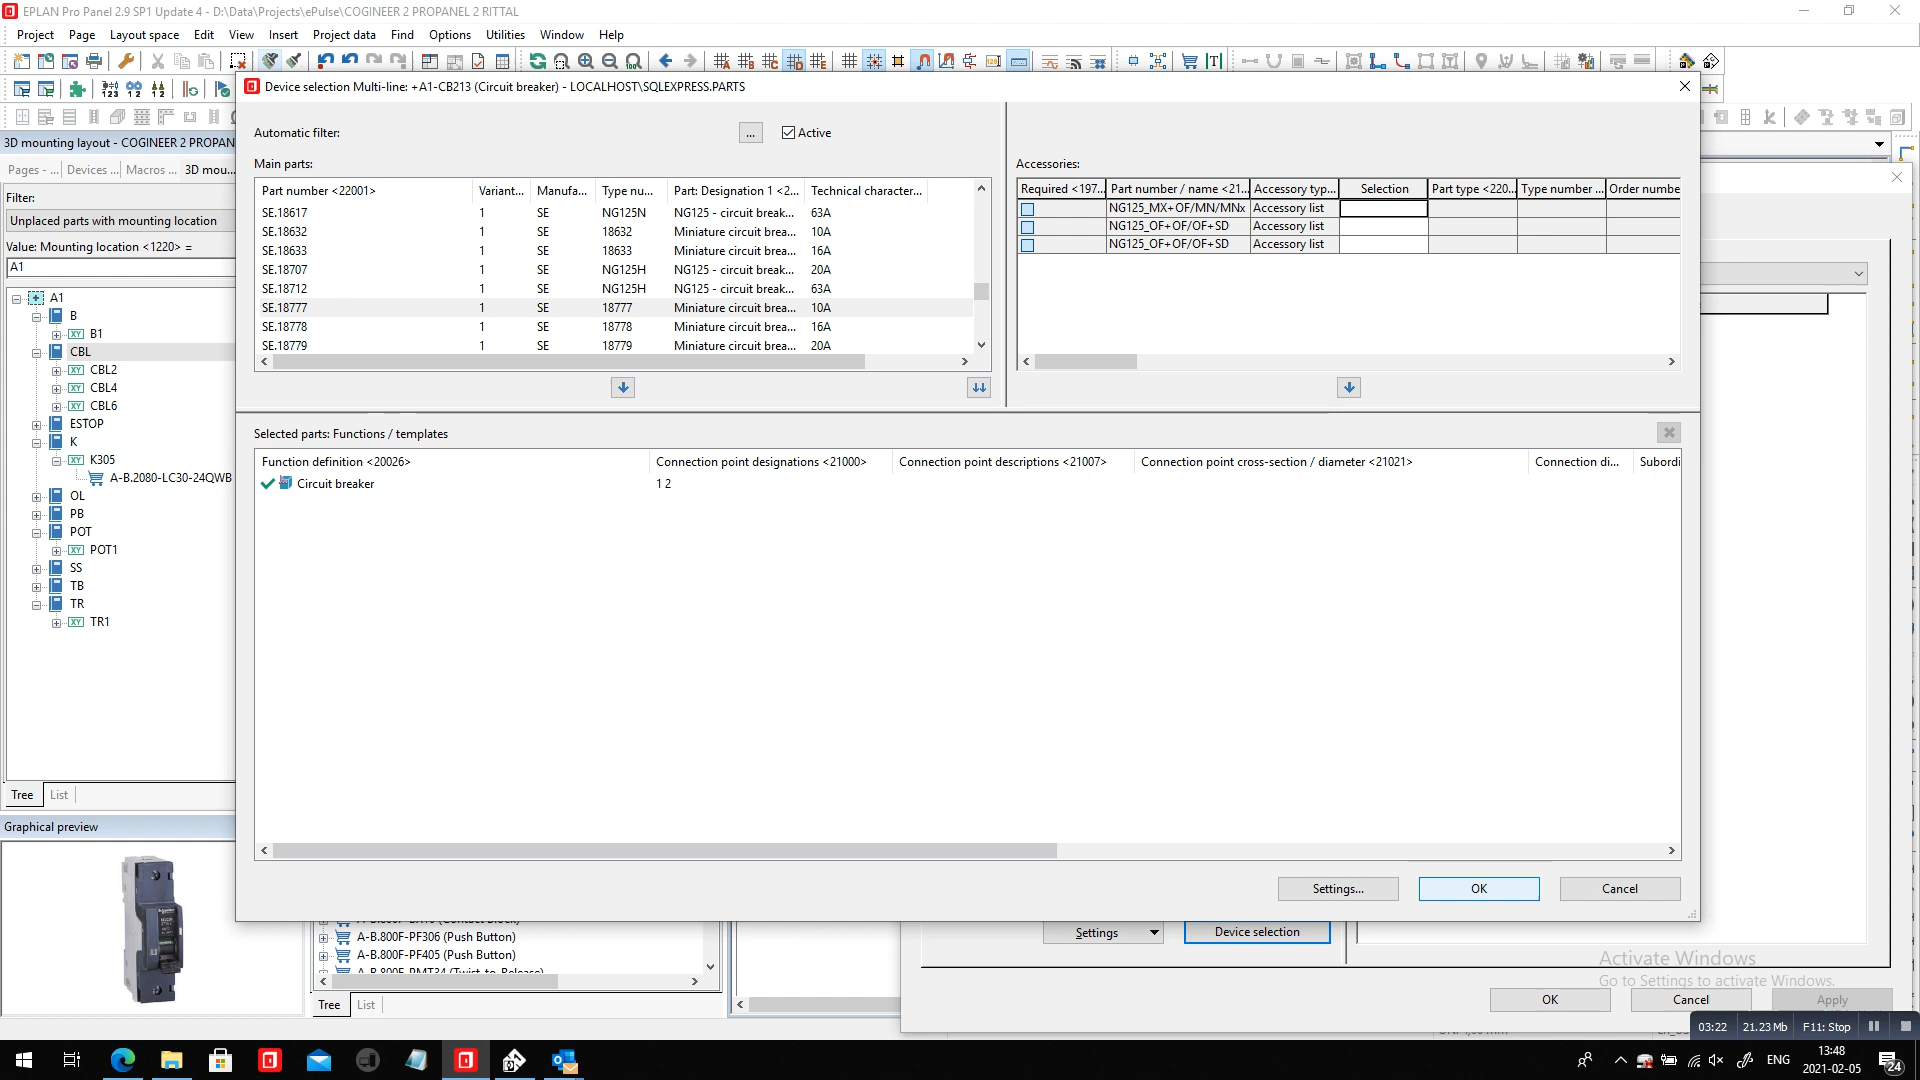 EPLAN Pro Panel 2.9 SP1 Update 4 - D:\Data\Projects\ePulse\COGINEER 2 PROPANEL 2 RITTAL
Project Page Layout space Edit View Insert Project data Find Options Utilities Window Help
Device selection Multi-line: +A1-CB213 (Circuit breaker) - LOCALHOST\SQLEXPRESS.PARTS
3D mounting layout - COGINEER 2 PROPAN
Pages - ... Devices ... Macros ... 3D mou...
Filter:
Unplaced parts with mounting location
Value: Mounting location <1220> =
A1
A1
B
B1
CBL
CBL2
CBL4
CBL6
ESTOP
K
K305
A-B.2080-LC30-24QWB
OL
PB
POT
POT1
SS
TB
TR
TR1
Tree List
Graphical preview
Automatic filter: ... Active
Main parts:
Part number <22001> Variant... Manufa... Type nu... Part: Designation 1 <2... Technical character...
SE.18617 1 SE NG125N NG125 - circuit break... 63A
SE.18632 1 SE 18632 Miniature circuit brea... 10A
SE.18633 1 SE 18633 Miniature circuit brea... 16A
SE.18707 1 SE NG125H NG125 - circuit break... 20A
SE.18712 1 SE NG125H NG125 - circuit break... 63A
SE.18777 1 SE 18777 Miniature circuit brea... 10A
SE.18778 1 SE 18778 Miniature circuit brea... 16A
SE.18779 1 SE 18779 Miniature circuit brea... 20A
Accessories:
Required <197... Part number / name <21... Accessory typ... Selection Part type <220... Type number ... Order numbe
NG125_MX+OF/MN/MNx Accessory list
NG125_OF+OF/OF+SD Accessory list
NG125_OF+OF/OF+SD Accessory list
Selected parts: Functions / templates
Function definition <20026> Connection point designations <21000> Connection point descriptions <21007> Connection point cross-section / diameter <21021> Connection di... Subordi
Circuit breaker 1 2
Settings... OK Cancel
A-B.800F-PF306 (Push Button)
A-B.800F-PF405 (Push Button)
Tree List
Settings Device selection
Activate Windows
Go to Settings to activate Windows.
OK Cancel Apply
03:22 21.23 Mb F11: Stop
ENG 13:48
2021-02-05 24